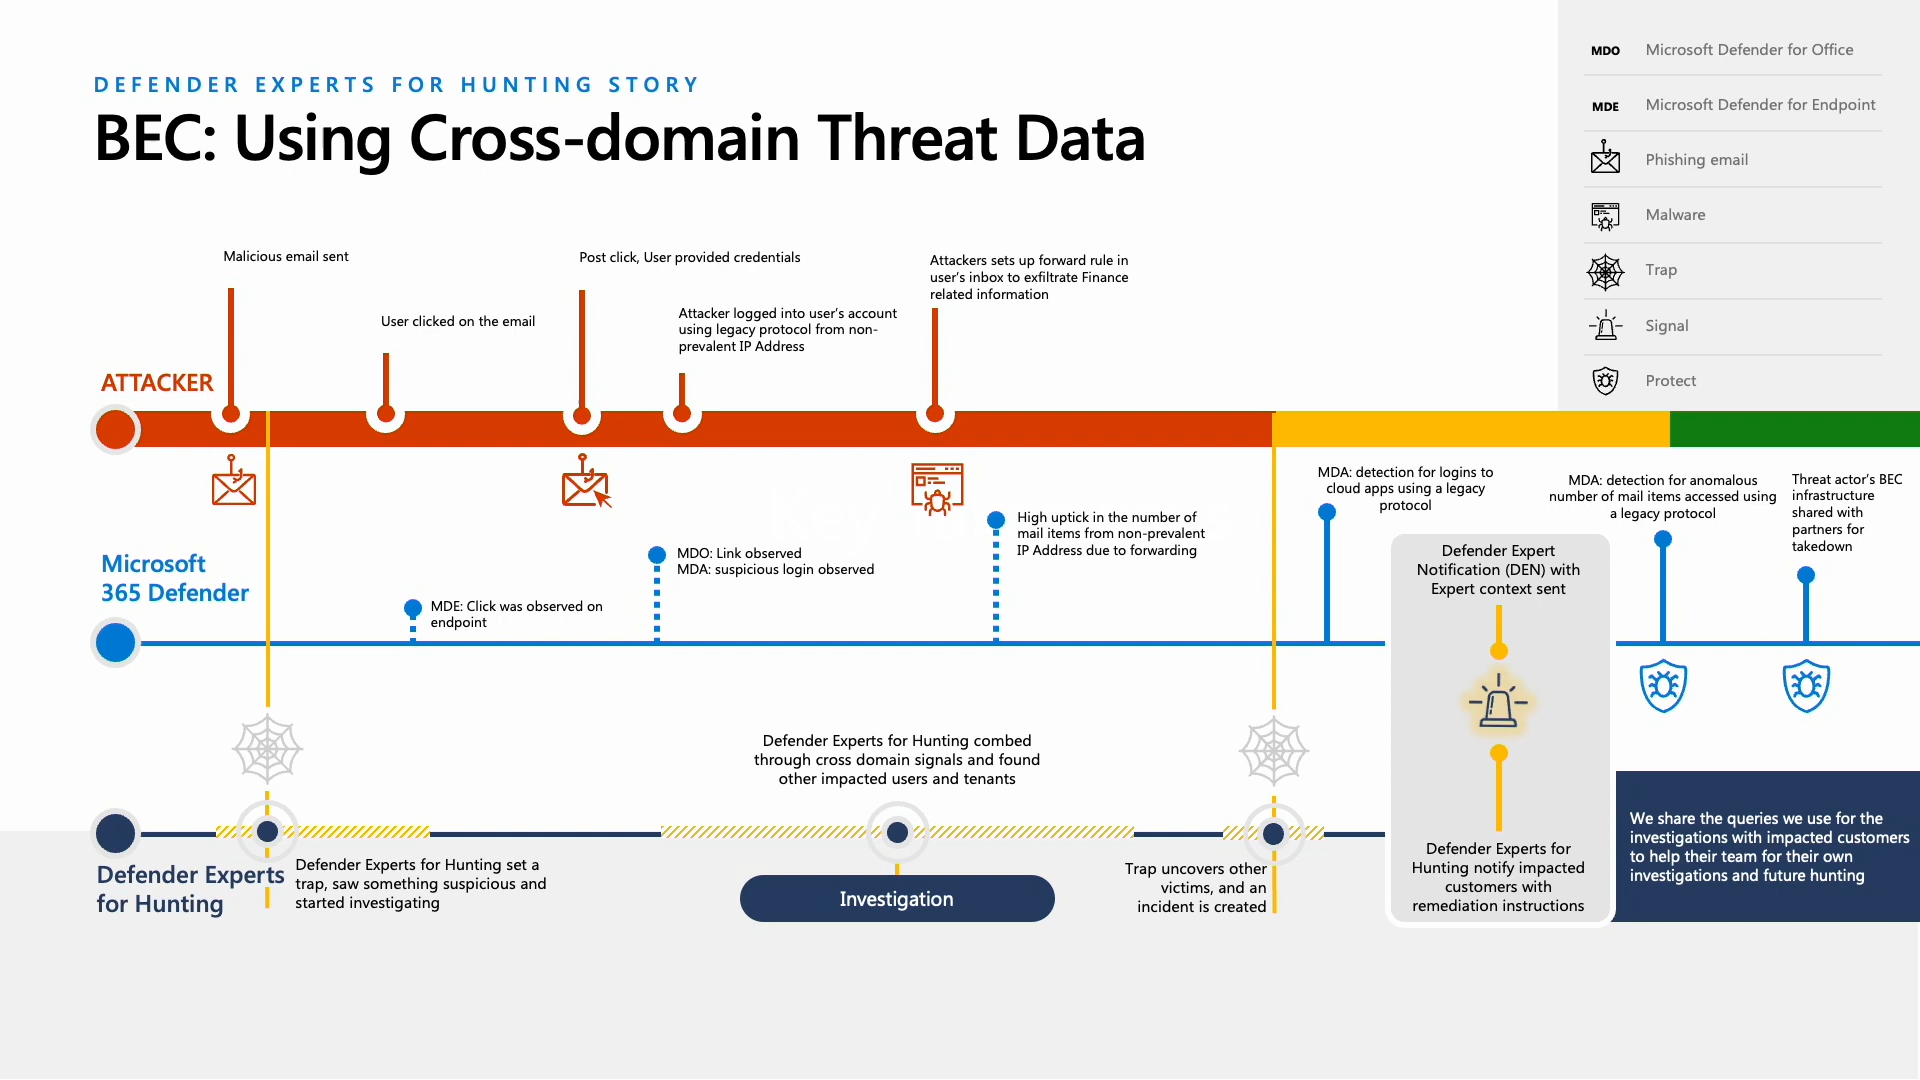 DEFENDER EXPERTS FOR HUNTING STORY
BEC: Using Cross-domain Threat Data
MDO Microsoft Defender for Office
MDE Microsoft Defender for Endpoint
Phishing email
Malware
Trap
Signal
Protect
Malicious email sent
User clicked on the email
Post click, User provided credentials
Attacker logged into user's account
using legacy protocol from non-
prevalent IP Address
Attackers sets up forward rule in
user's inbox to exfiltrate Finance
related information
ATTACKER
Microsoft
365 Defender
MDE: Click was observed on
endpoint
MDO: Link observed
MDA: suspicious login observed
High uptick in the number of
mail items from non-prevalent
IP Address due to forwarding
MDA: detection for logins to
cloud apps using a legacy
protocol
MDA: detection for anomalous
number of mail items accessed using
a legacy protocol
Threat actor's BEC
infrastructure
shared with
partners for
takedown
Defender Expert
Notification (DEN) with
Expert context sent
Defender Experts for
Hunting notify impacted
customers with
remediation instructions
Defender Experts
for Hunting
Defender Experts for Hunting set a
trap, saw something suspicious and
started investigating
Defender Experts for Hunting combed
through cross domain signals and found
other impacted users and tenants
Investigation
Trap uncovers other
victims, and an
incident is created
We share the queries we use for the
investigations with impacted customers
to help their team for their own
investigations and future hunting